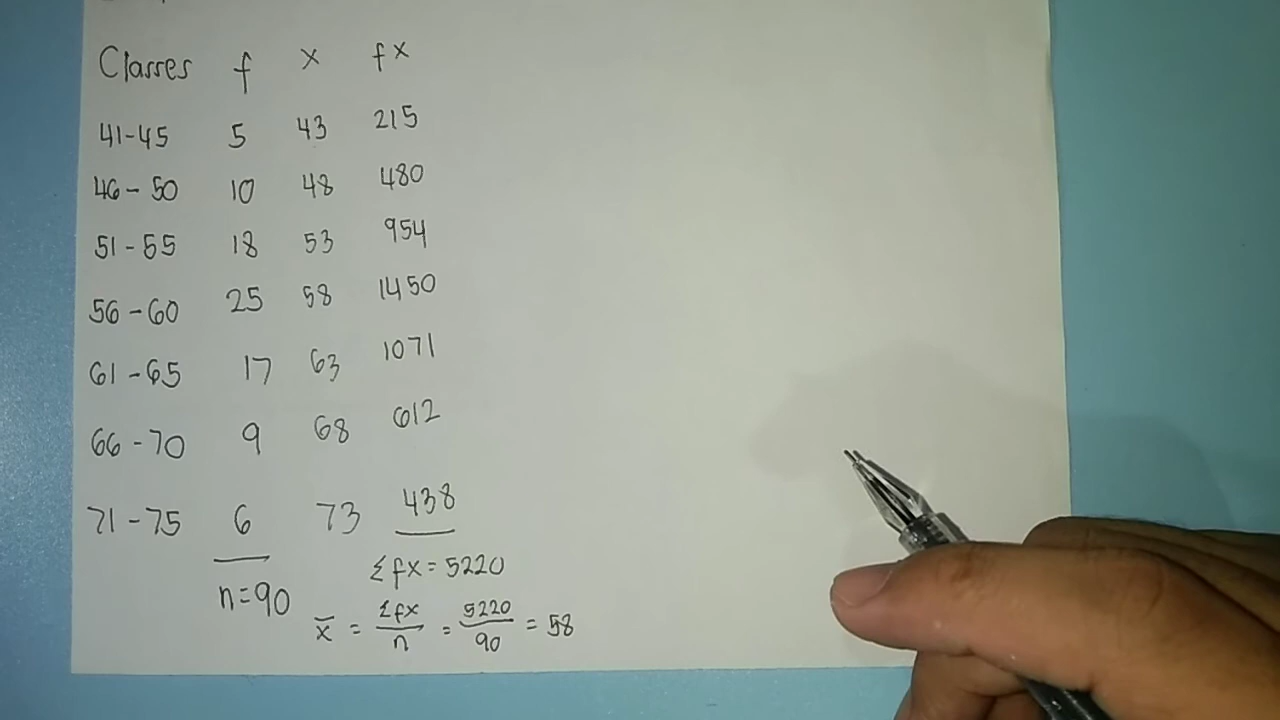 Classes f x fx
41-45 5 43 215
46-50 10 48 480
51-55 18 53 954
56-60 25 58 1450
61-65 17 63 1071
66-70 9 68 612
71-75 6 73 438
Σfx = 5220
n=90
x̄ = Σfx/n = 5220/90 = 58